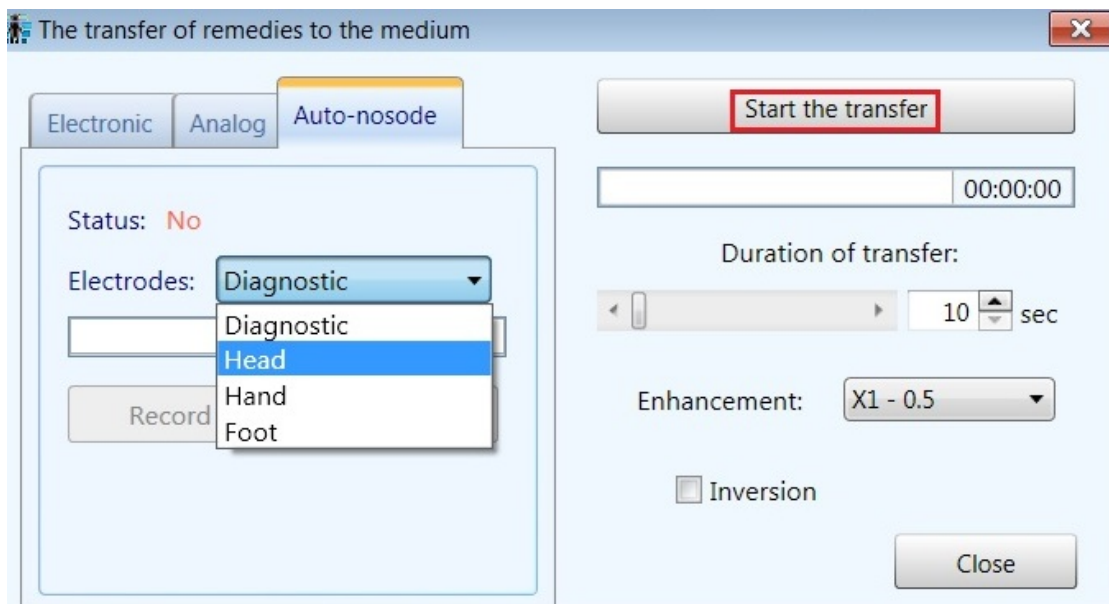 The transfer of remedies to the medium
Electronic
Analog
Auto-nosode
Status: No
Electrodes: Diagnostic
Diagnostic
Head
Hand
Foot
Record
Start the transfer
00:00:00
Duration of transfer:
10 sec
Enhancement: X1 - 0.5
Inversion
Close